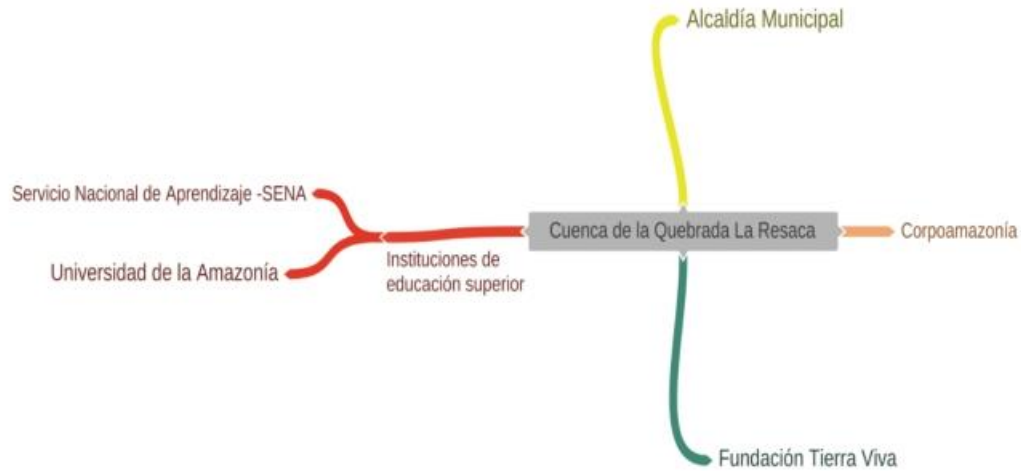 Alcaldía Municipal
Servicio Nacional de Aprendizaje -SENA
Cuenca de la Quebrada La Resaca
Corpoamazonía
Instituciones de
educación superior
Universidad de la Amazonía
Fundación Tierra Viva